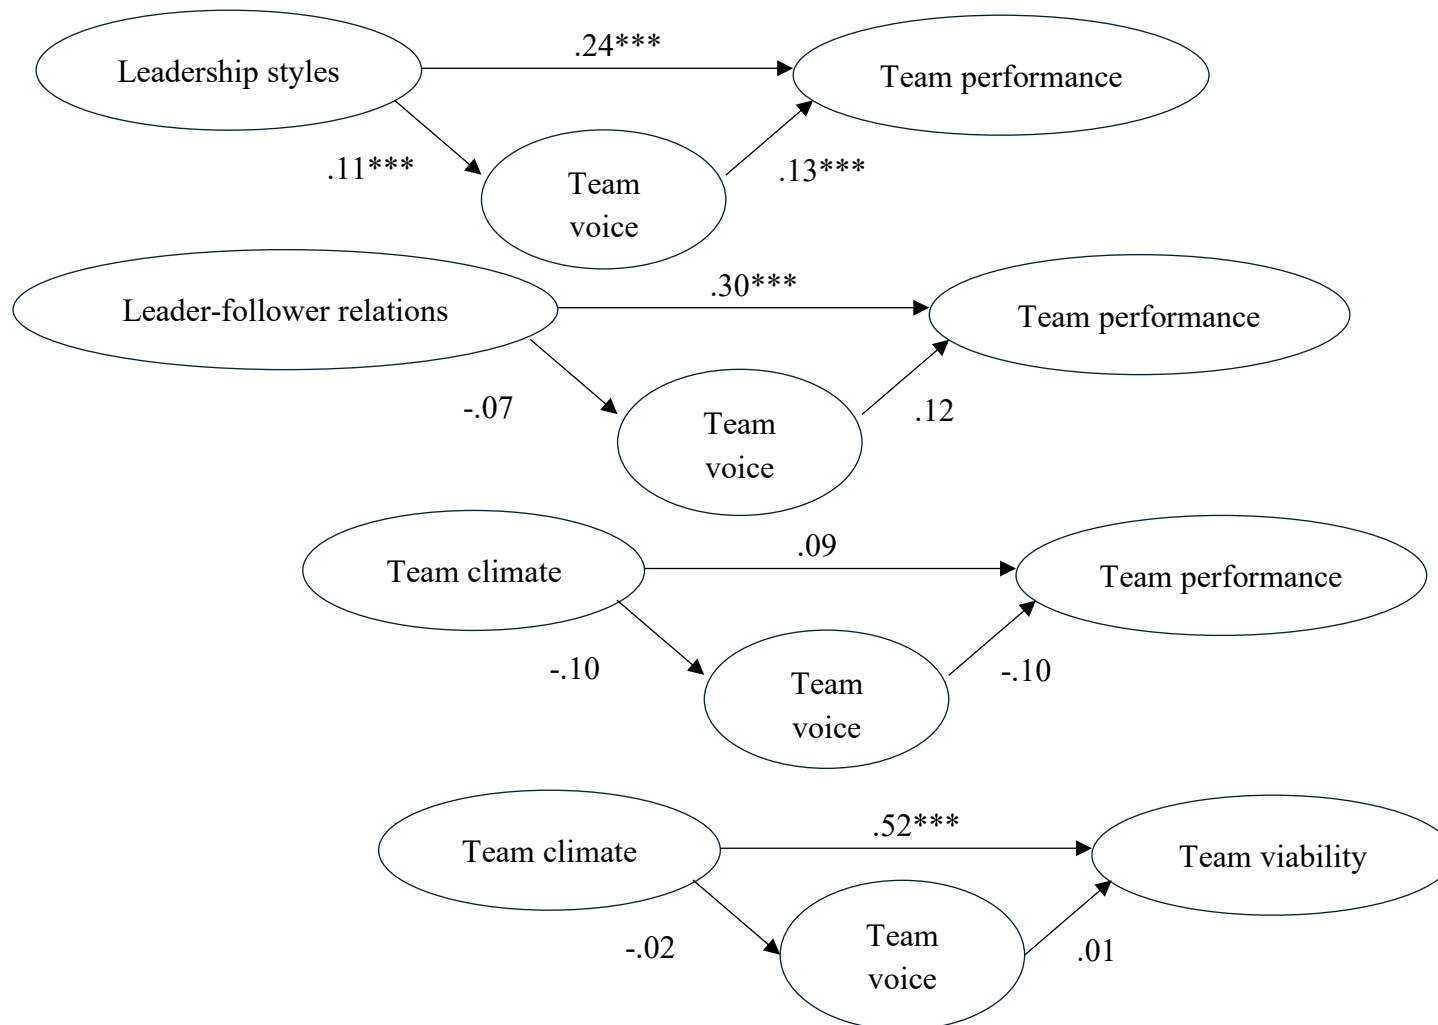 .24***
Leadership styles
Team performance
.11***
.13***
Team
voice
.30***
Leader-follower relations
Team performance
-.07
.12
Team
voice
.09
Team climate
Team performance
-.10
-.10
Team
voice
.52***
Team climate
Team viability
-.02
.01
Team
voice